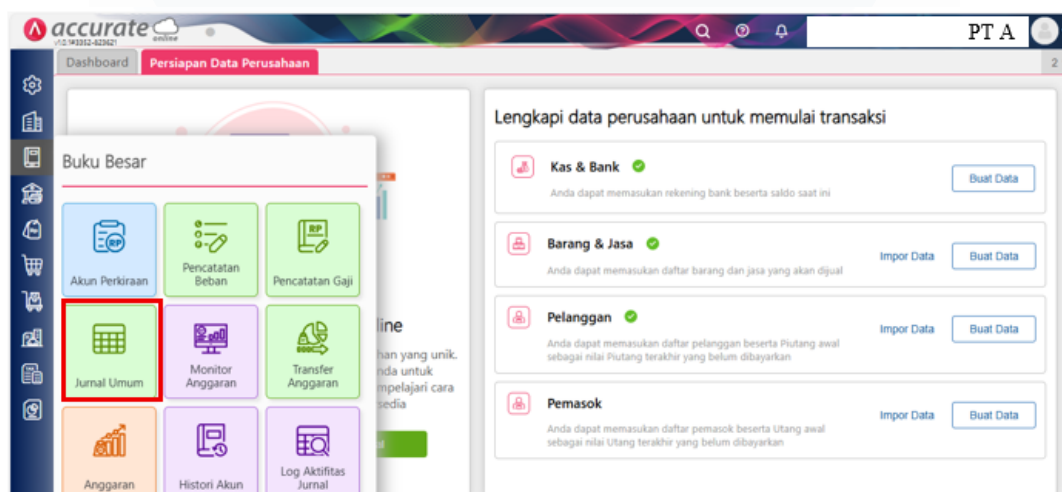 accurate
online
PT A
Dashboard
Persiapan Data Perusahaan
2
Buku Besar
Akun Perkiraan
Pencatatan
Beban
Pencatatan Gaji
Jurnal Umum
Monitor
Anggaran
Transfer
Anggaran
Anggaran
Histori Akun
Log Aktifitas
Jurnal
line
han yang unik.
nda untuk
mpelajari cara
sedia
Lengkapi data perusahaan untuk memulai transaksi
Kas & Bank
Anda dapat memasukan rekening bank beserta saldo saat ini
Buat Data
Barang & Jasa
Anda dapat memasukan daftar barang dan jasa yang akan dijual
Impor Data
Buat Data
Pelanggan
Anda dapat memasukan daftar pelanggan beserta Piutang awal
sebagai nilai Piutang terakhir yang belum dibayarkan
Impor Data
Buat Data
Pemasok
Anda dapat memasukan daftar pemasok beserta Utang awal
sebagai nilai Utang terakhir yang belum dibayarkan
Impor Data
Buat Data